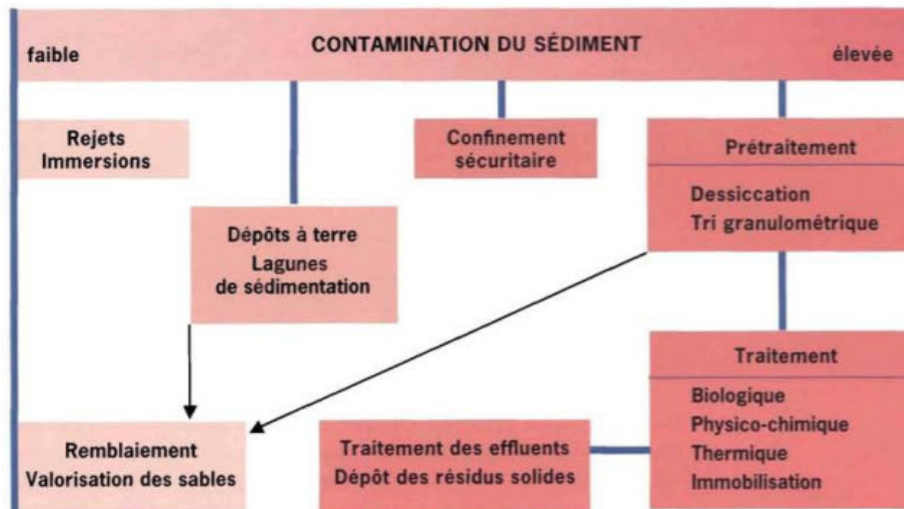 CONTAMINATION DU SÉDIMENT
faible
élevée
Rejets
Immersions
Confinement
sécuritaire
Prétraitement
Dessiccation
Tri granulométrique
Dépôts à terre
Lagunes
de sédimentation
Traitement
Biologique
Physico-chimique
Thermique
Immobilisation
Remblaiement
Valorisation des sables
Traitement des effluents
Dépôt des résidus solides